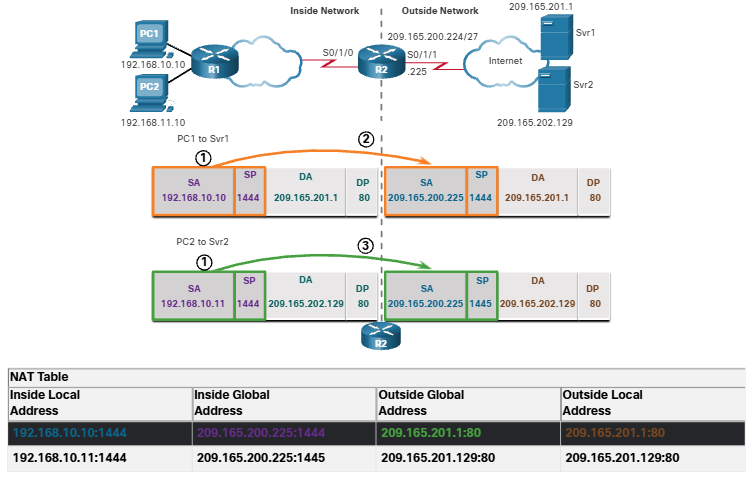 Inside Network
Outside Network
209.165.201.1
PC1
192.168.10.10
R1
S0/1/0
R2
209.165.200.224/27
S0/1/1
.225
Internet
Svr1
PC2
192.168.11.10
Svr2
209.165.202.129
PC1 to Svr1
1
2
SA
192.168.10.10
SP
1444
DA
209.165.201.1
DP
80
SA
209.165.200.225
SP
1444
DA
209.165.201.1
DP
80
PC2 to Svr2
1
3
SA
192.168.10.11
SP
1444
DA
209.165.202.129
DP
80
SA
209.165.200.225
SP
1445
DA
209.165.202.129
DP
80
R2
NAT Table
Inside Local
Address
Inside Global
Address
Outside Global
Address
Outside Local
Address
192.168.10.10:1444
209.165.200.225:1444
209.165.201.1:80
209.165.201.1:80
192.168.10.11:1444
209.165.200.225:1445
209.165.201.129:80
209.165.201.129:80